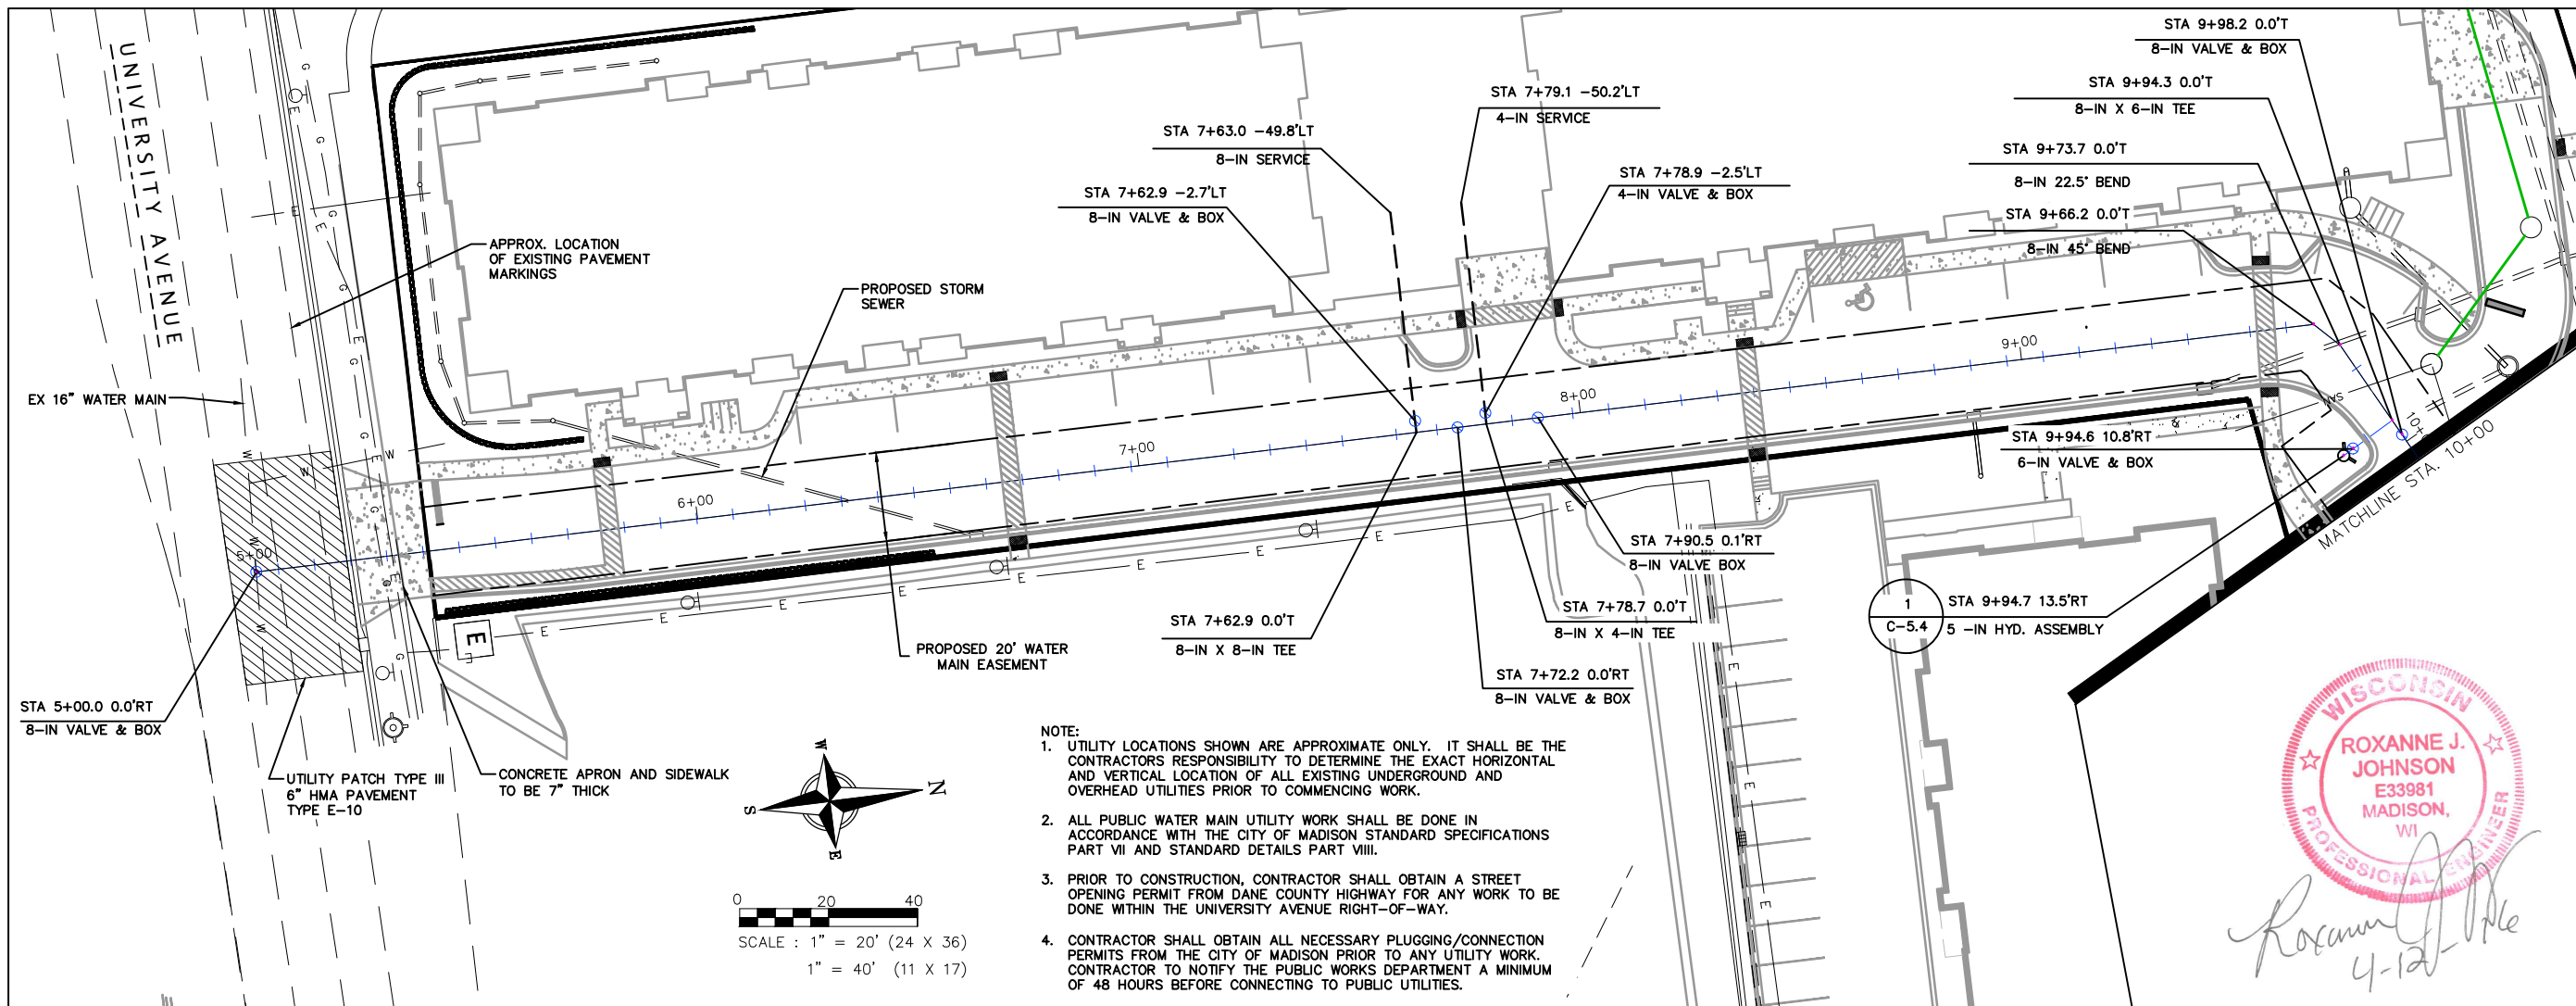 UNIVERSITY AVENUE
STA 9+98.2 0.0'T
8-IN VALVE & BOX
STA 9+94.3 0.0'T
8-IN X 6-IN TEE
STA 9+73.7 0.0'T
8-IN 22.5° BEND
STA 9+66.2 0.0'T
8-IN 45° BEND
STA 7+79.1 -50.2'LT
4-IN SERVICE
STA 7+63.0 -49.8'LT
8-IN SERVICE
STA 7+78.9 -2.5'LT
4-IN VALVE & BOX
STA 7+62.9 -2.7'LT
8-IN VALVE & BOX
APPROX. LOCATION
OF EXISTING PAVEMENT
MARKINGS
PROPOSED STORM
SEWER
EX 16" WATER MAIN
5+00
6+00
7+00
8+00
9+00
10+00
SAN
STA 9+94.6 10.8'RT
6-IN VALVE & BOX
MATCHLINE STA. 10+00
STA 7+90.5 0.1'RT
8-IN VALVE BOX
STA 7+78.7 0.0'T
8-IN X 4-IN TEE
STA 7+62.9 0.0'T
8-IN X 8-IN TEE
STA 7+72.2 0.0'RT
8-IN VALVE & BOX
1
C-5.4
STA 9+94.7 13.5'RT
5 -IN HYD. ASSEMBLY
PROPOSED 20' WATER
MAIN EASEMENT
E
STA 5+00.0 0.0'RT
8-IN VALVE & BOX
UTILITY PATCH TYPE III
6" HMA PAVEMENT
TYPE E-10
CONCRETE APRON AND SIDEWALK
TO BE 7" THICK
W
N
S
E
0 20 40
SCALE : 1" = 20' (24 X 36)
1" = 40' (11 X 17)
NOTE:
1. UTILITY LOCATIONS SHOWN ARE APPROXIMATE ONLY. IT SHALL BE THE
CONTRACTORS RESPONSIBILITY TO DETERMINE THE EXACT HORIZONTAL
AND VERTICAL LOCATION OF ALL EXISTING UNDERGROUND AND
OVERHEAD UTILITIES PRIOR TO COMMENCING WORK.
2. ALL PUBLIC WATER MAIN UTILITY WORK SHALL BE DONE IN
ACCORDANCE WITH THE CITY OF MADISON STANDARD SPECIFICATIONS
PART VII AND STANDARD DETAILS PART VIII.
3. PRIOR TO CONSTRUCTION, CONTRACTOR SHALL OBTAIN A STREET
OPENING PERMIT FROM DANE COUNTY HIGHWAY FOR ANY WORK TO BE
DONE WITHIN THE UNIVERSITY AVENUE RIGHT-OF-WAY.
4. CONTRACTOR SHALL OBTAIN ALL NECESSARY PLUGGING/CONNECTION
PERMITS FROM THE CITY OF MADISON PRIOR TO ANY UTILITY WORK.
CONTRACTOR TO NOTIFY THE PUBLIC WORKS DEPARTMENT A MINIMUM
OF 48 HOURS BEFORE CONNECTING TO PUBLIC UTILITIES.
WISCONSIN
ROXANNE J.
JOHNSON
E33981
MADISON,
WI
PROFESSIONAL ENGINEER